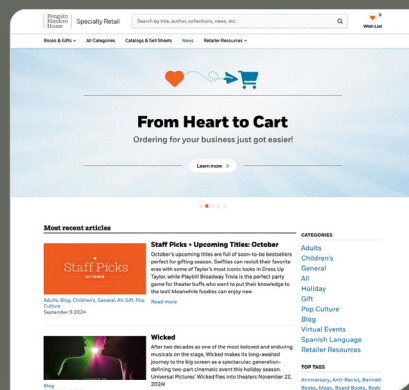 Penguin
Random
House
Specialty Retail
Search by title, author, collections, news, etc.
0
Wish List
Books & Gifts
All Categories
Catalogs & Sell Sheets
News
Retailer Resources
From Heart to Cart
Ordering for your business just got easier!
Learn more >
Most recent articles
Staff Picks
OCTOBER
Adults, Blog, Children's, General, All, Gift, Pop
Culture
September 9 2024
Staff Picks + Upcoming Titles: October
October's upcoming titles are full of soon-to-be bestsellers
perfect for gifting season. Swifties can revisit their favorite
eras with some of Taylor's most iconic looks in Dress Up
Taylor, while Playbill Broadway Trivia is the perfect party
game for theater buffs who want to put their knowledge to
the test! Meanwhile foodies can enjoy new
Read more
Blog
Wicked
After two decades as one of the most beloved and enduring
musicals on the stage, Wicked makes its long-awaited
journey to the big screen as a spectacular, generation-
defining two-part cinematic event this holiday season.
Universal Pictures' Wicked flies into theaters November 22,
2024
CATEGORIES
Adults
Children's
General
All
Holiday
Gift
Pop Culture
Blog
Virtual Events
Spanish Language
Retailer Resources
TOP TAGS
Anniversary, Anti-Racist, Banned
Books, blogs, Board Books, Body